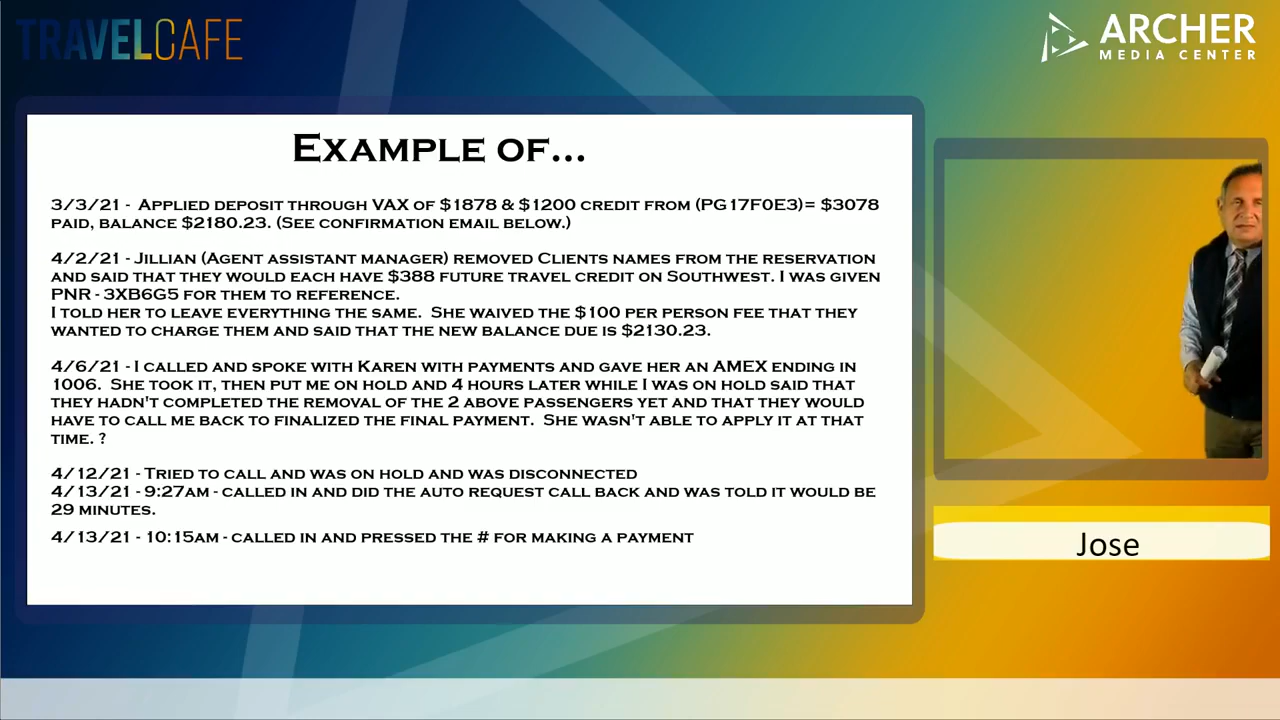 TRAVELCAFE
ARCHER
MEDIA CENTER
EXAMPLE OF...
3/3/21 - APPLIED DEPOSIT THROUGH VAX OF $1878 & $1200 CREDIT FROM (PG17F0E3)= $3078
PAID, BALANCE $2180.23. (SEE CONFIRMATION EMAIL BELOW.)
4/2/21 - JILLIAN (AGENT ASSISTANT MANAGER) REMOVED CLIENTS NAMES FROM THE RESERVATION
AND SAID THAT THEY WOULD EACH HAVE $388 FUTURE TRAVEL CREDIT ON SOUTHWEST. I WAS GIVEN
PNR - 3XB6G5 FOR THEM TO REFERENCE.
I TOLD HER TO LEAVE EVERYTHING THE SAME. SHE WAIVED THE $100 PER PERSON FEE THAT THEY
WANTED TO CHARGE THEM AND SAID THAT THE NEW BALANCE DUE IS $2130.23.
4/6/21 - I CALLED AND SPOKE WITH KAREN WITH PAYMENTS AND GAVE HER AN AMEX ENDING IN
1006. SHE TOOK IT, THEN PUT ME ON HOLD AND 4 HOURS LATER WHILE I WAS ON HOLD SAID THAT
THEY HADN'T COMPLETED THE REMOVAL OF THE 2 ABOVE PASSENGERS YET AND THAT THEY WOULD
HAVE TO CALL ME BACK TO FINALIZED THE FINAL PAYMENT. SHE WASN'T ABLE TO APPLY IT AT THAT
TIME. ?
4/12/21 - TRIED TO CALL AND WAS ON HOLD AND WAS DISCONNECTED
4/13/21 - 9:27AM - CALLED IN AND DID THE AUTO REQUEST CALL BACK AND WAS TOLD IT WOULD BE
29 MINUTES.
4/13/21 - 10:15AM - CALLED IN AND PRESSED THE # FOR MAKING A PAYMENT
Jose